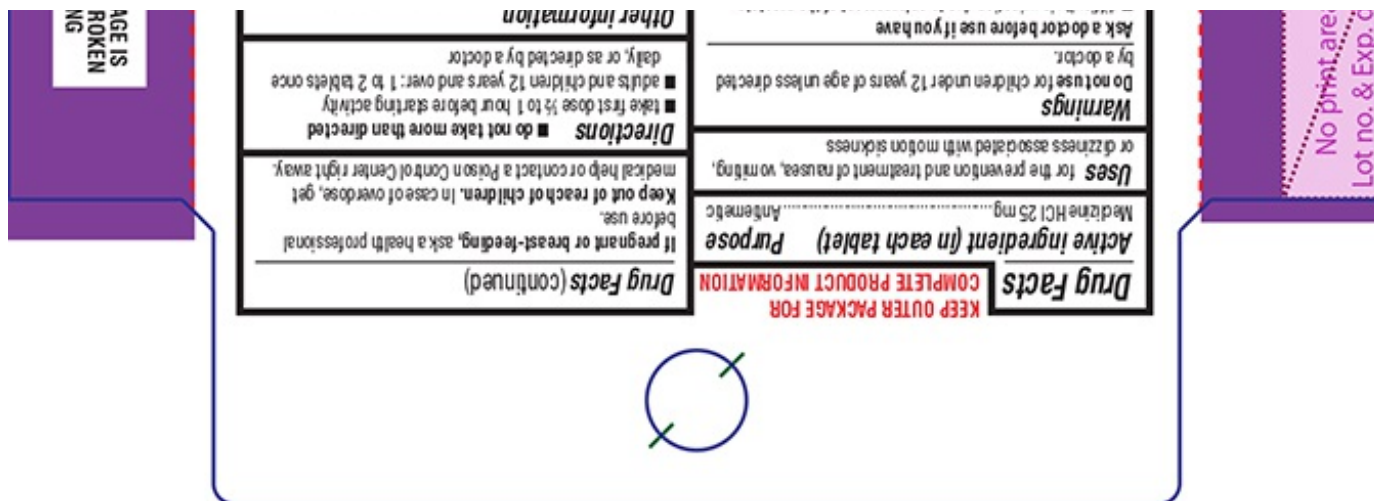 KEEP OUTER PACKAGE FOR
COMPLETE PRODUCT INFORMATION
Drug Facts
Active ingredient (in each tablet) Purpose
Meclizine HCl 25 mg..........................................Antiemetic
Uses for the prevention and treatment of nausea, vomiting,
or dizziness associated with motion sickness
Warnings
Do not use for children under 12 years of age unless directed
by a doctor.
Ask a doctor before use if you have
Drug Facts (continued)
If pregnant or breast-feeding, ask a health professional
before use.
Keep out of reach of children. In case of overdose, get
medical help or contact a Poison Control Center right away.
Directions ■ do not take more than directed
■ take first dose ½ to 1 hour before starting activity
■ adults and children 12 years and over: 1 to 2 tablets once
daily, or as directed by a doctor
Other information
AGE IS
ROKEN
NG
No print area
Lot no. & Exp.